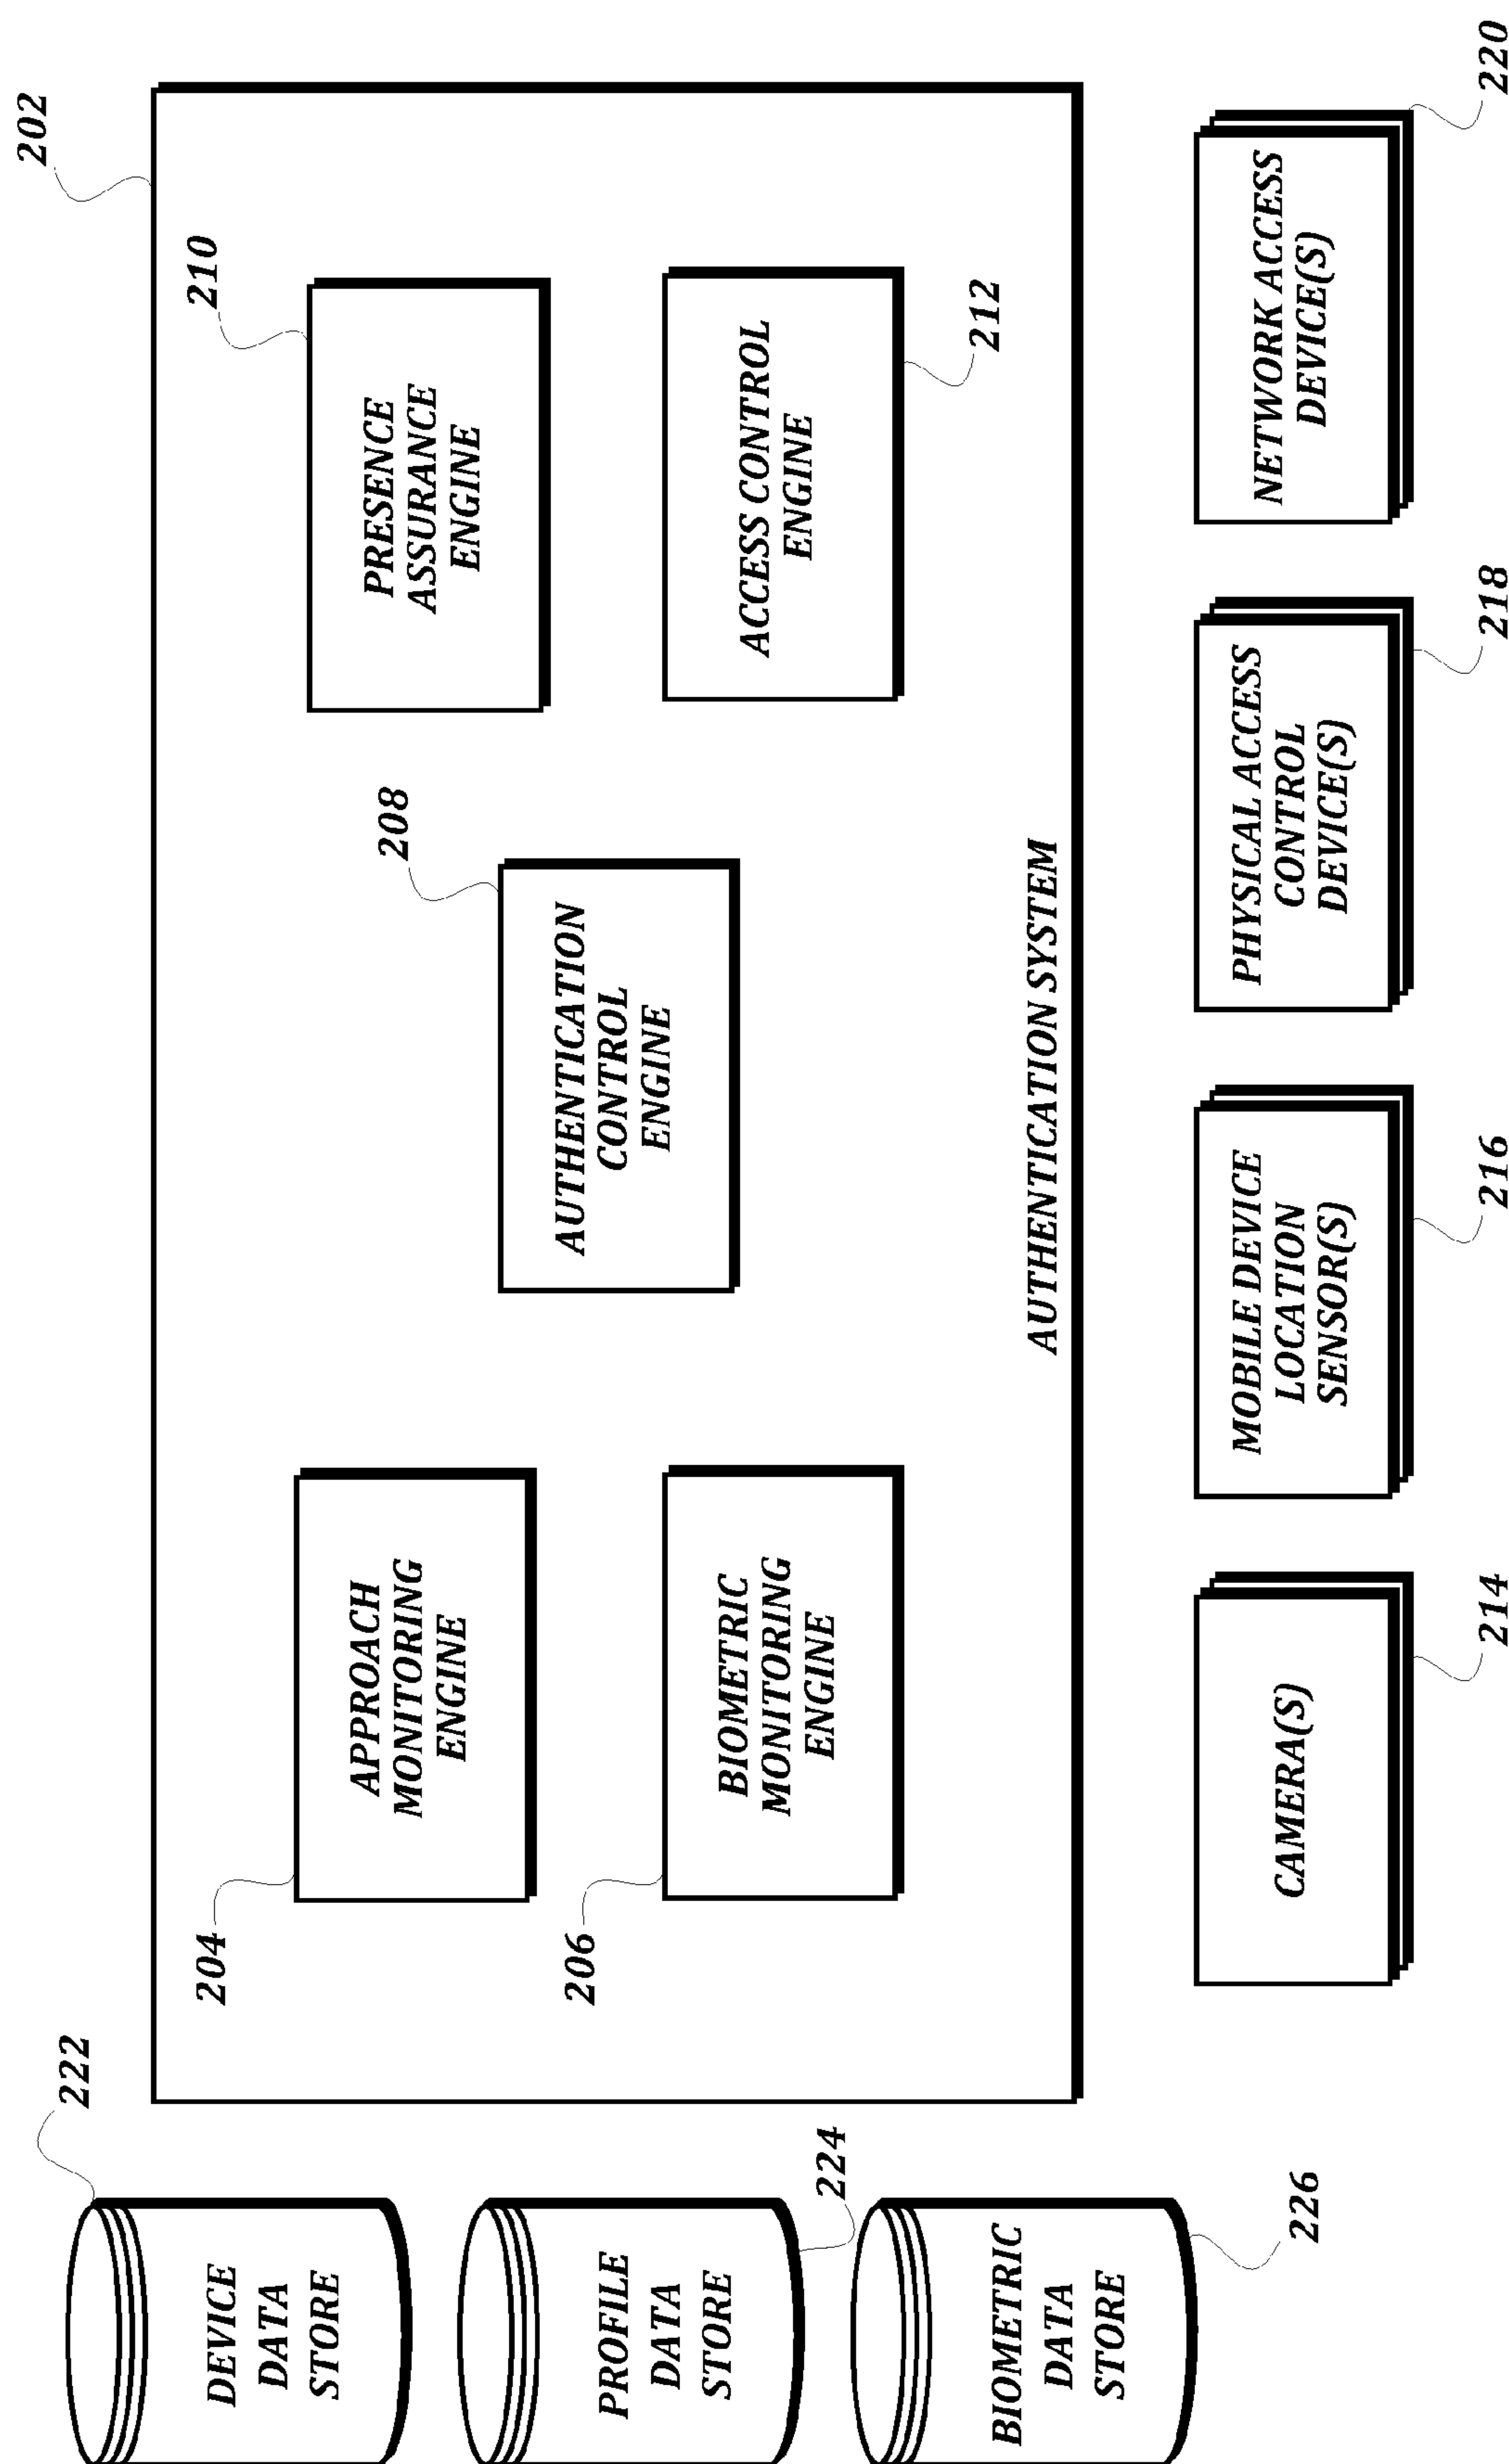 222
DEVICE
DATA
STORE
PROFILE
DATA
STORE
224
BIOMETRIC
DATA
STORE
226
202
204
APPROACH
MONITORING
ENGINE
206
BIOMETRIC
MONITORING
ENGINE
208
AUTHENTICATION
CONTROL
ENGINE
210
PRESENCE
ASSURANCE
ENGINE
ACCESS CONTROL
ENGINE
212
AUTHENTICATION SYSTEM
CAMERA(S)
214
MOBILE DEVICE
LOCATION
SENSOR(S)
216
PHYSICAL ACCESS
CONTROL
DEVICE(S)
218
NETWORK ACCESS
DEVICE(S)
220